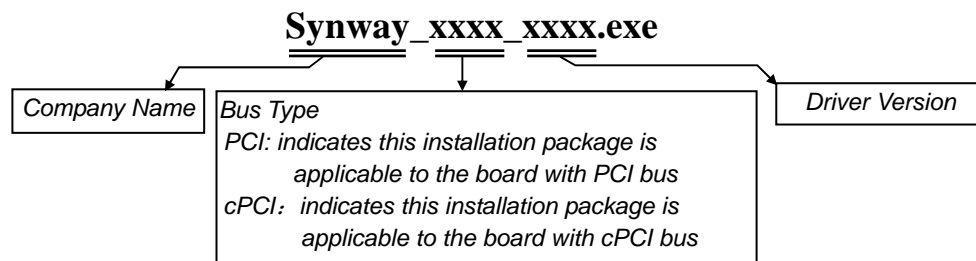 Synway_xxxx_xxxx.exe
Company Name
Bus Type
PCI: indicates this installation package is
applicable to the board with PCI bus
cPCI：indicates this installation package is
applicable to the board with cPCI bus
Driver Version